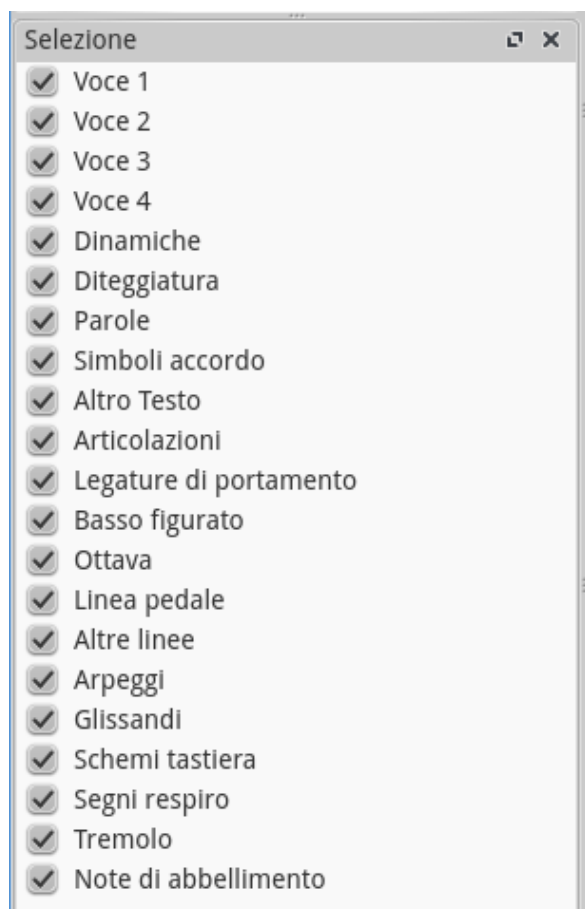 Selezione
Voce 1
Voce 2
Voce 3
Voce 4
Dinamiche
Diteggiatura
Parole
Simboli accordo
Altro Testo
Articolazioni
Legature di portamento
Basso figurato
Ottava
Linea pedale
Altre linee
Arpeggi
Glissandi
Schemi tastiera
Segni respiro
Tremolo
Note di abbellimento